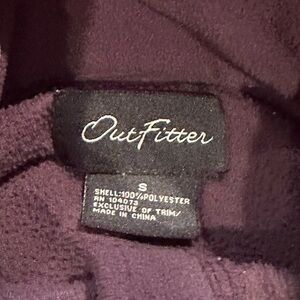 OutFitter
S
SHELL:100%POLYESTER
RN 104073
EXCLUSIVE OF TRIM/
MADE IN CHINA